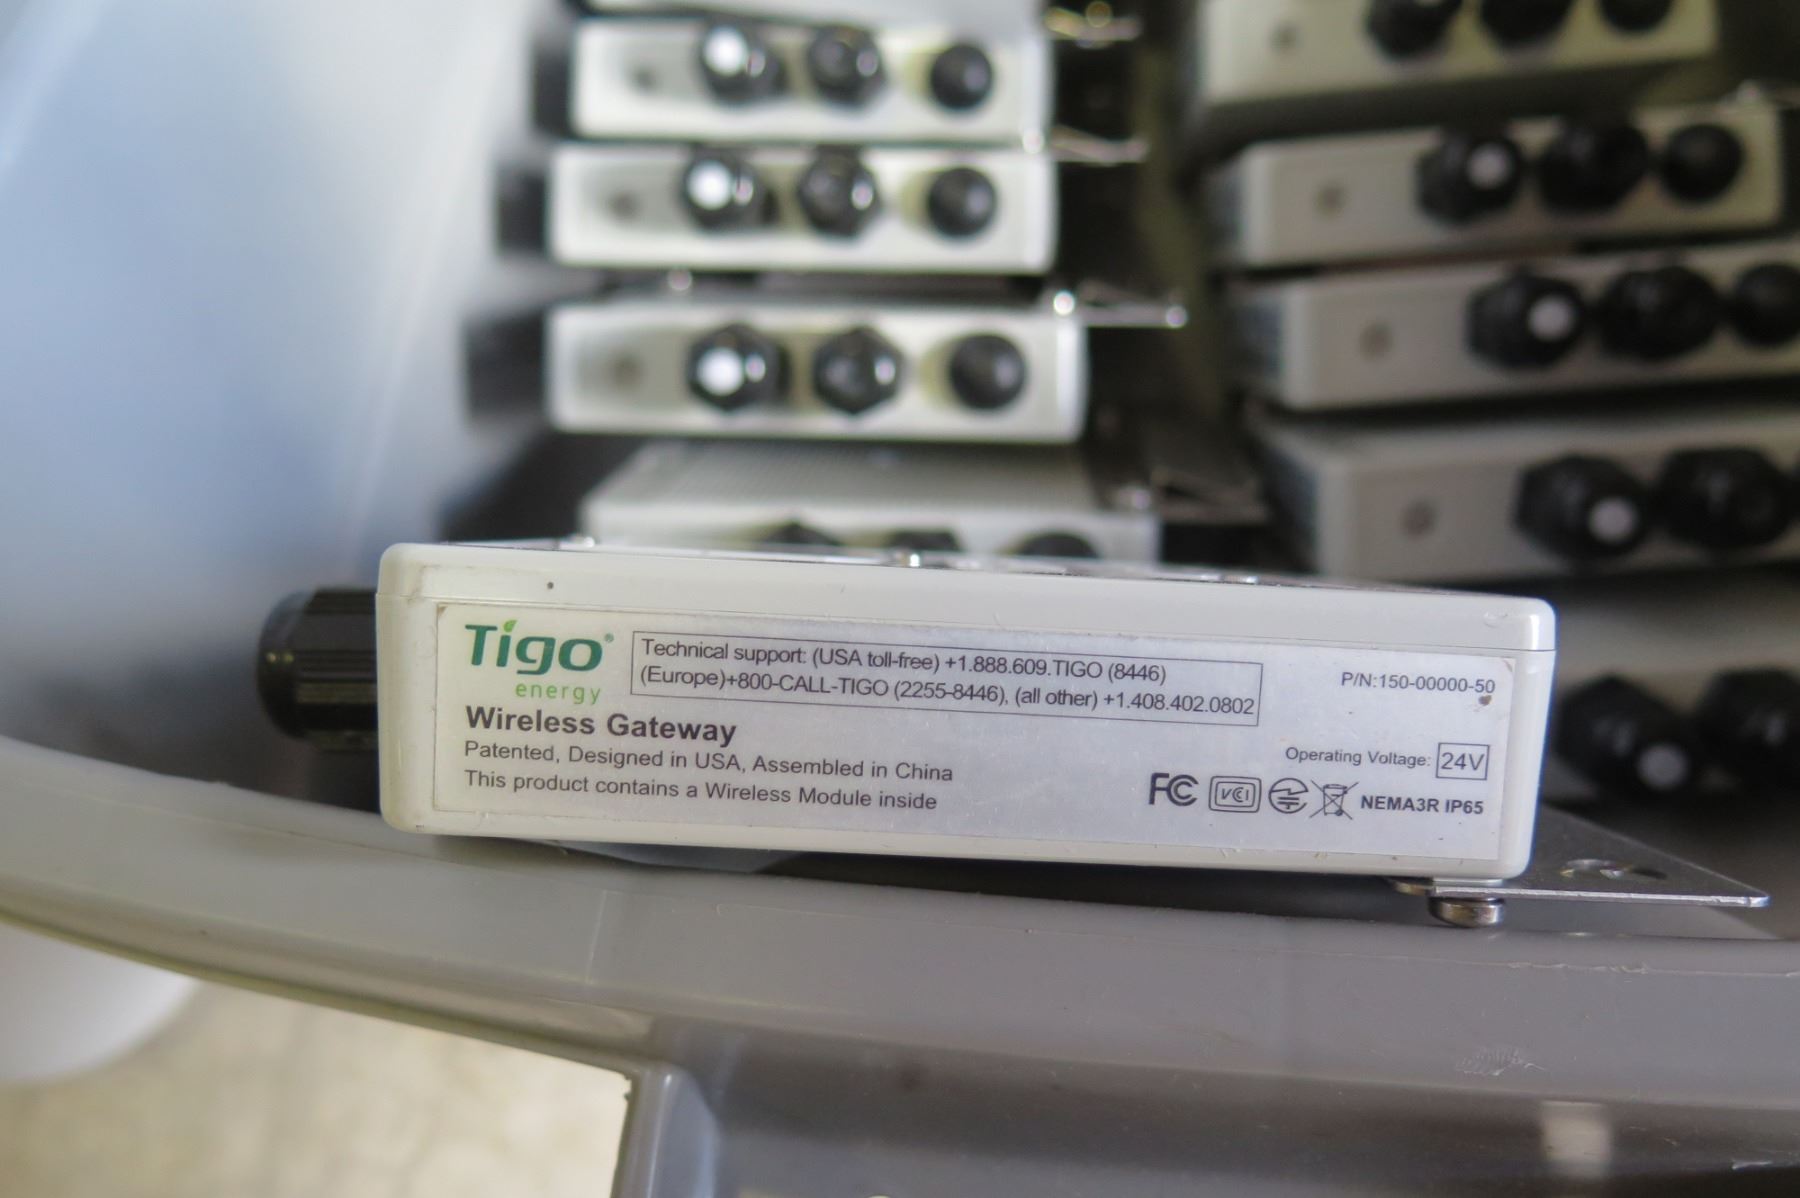 Tigo®
energy
Technical support: (USA toll-free) +1.888.609.TIGO (8446)
(Europe)+800-CALL-TIGO (2255-8446), (all other) +1.408.402.0802
P/N:150-00000-50
Wireless Gateway
Patented, Designed in USA, Assembled in China
This product contains a Wireless Module inside
Operating Voltage: 24V
FC VCI NEMA3R IP65